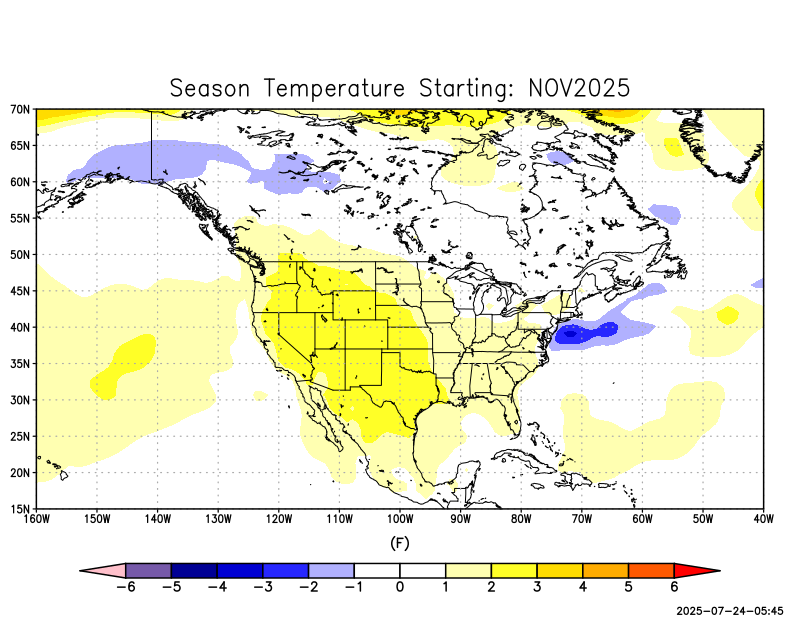 Season Temperature Starting: NOV2025
70N
65N
60N
55N
50N
45N
40N
35N
30N
25N
20N
15N
160W 150W 140W 130W 120W 110W 100W 90W 80W 70W 60W 50W 40W
(F)
−6 −5 −4 −3 −2 −1 0 1 2 3 4 5 6
2025-07-24-05:45